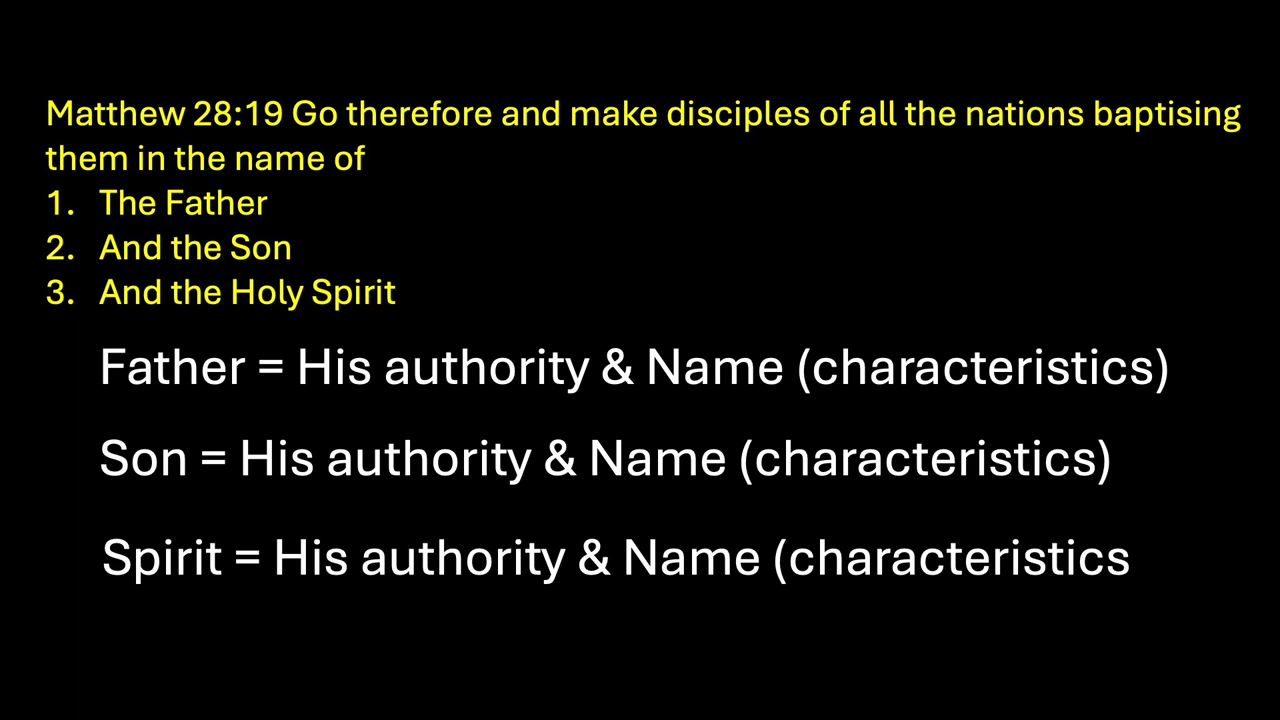 Matthew 28:19 Go therefore and make disciples of all the nations baptising
them in the name of
1. The Father
2. And the Son
3. And the Holy Spirit
Father = His authority & Name (characteristics)
Son = His authority & Name (characteristics)
Spirit = His authority & Name (characteristics